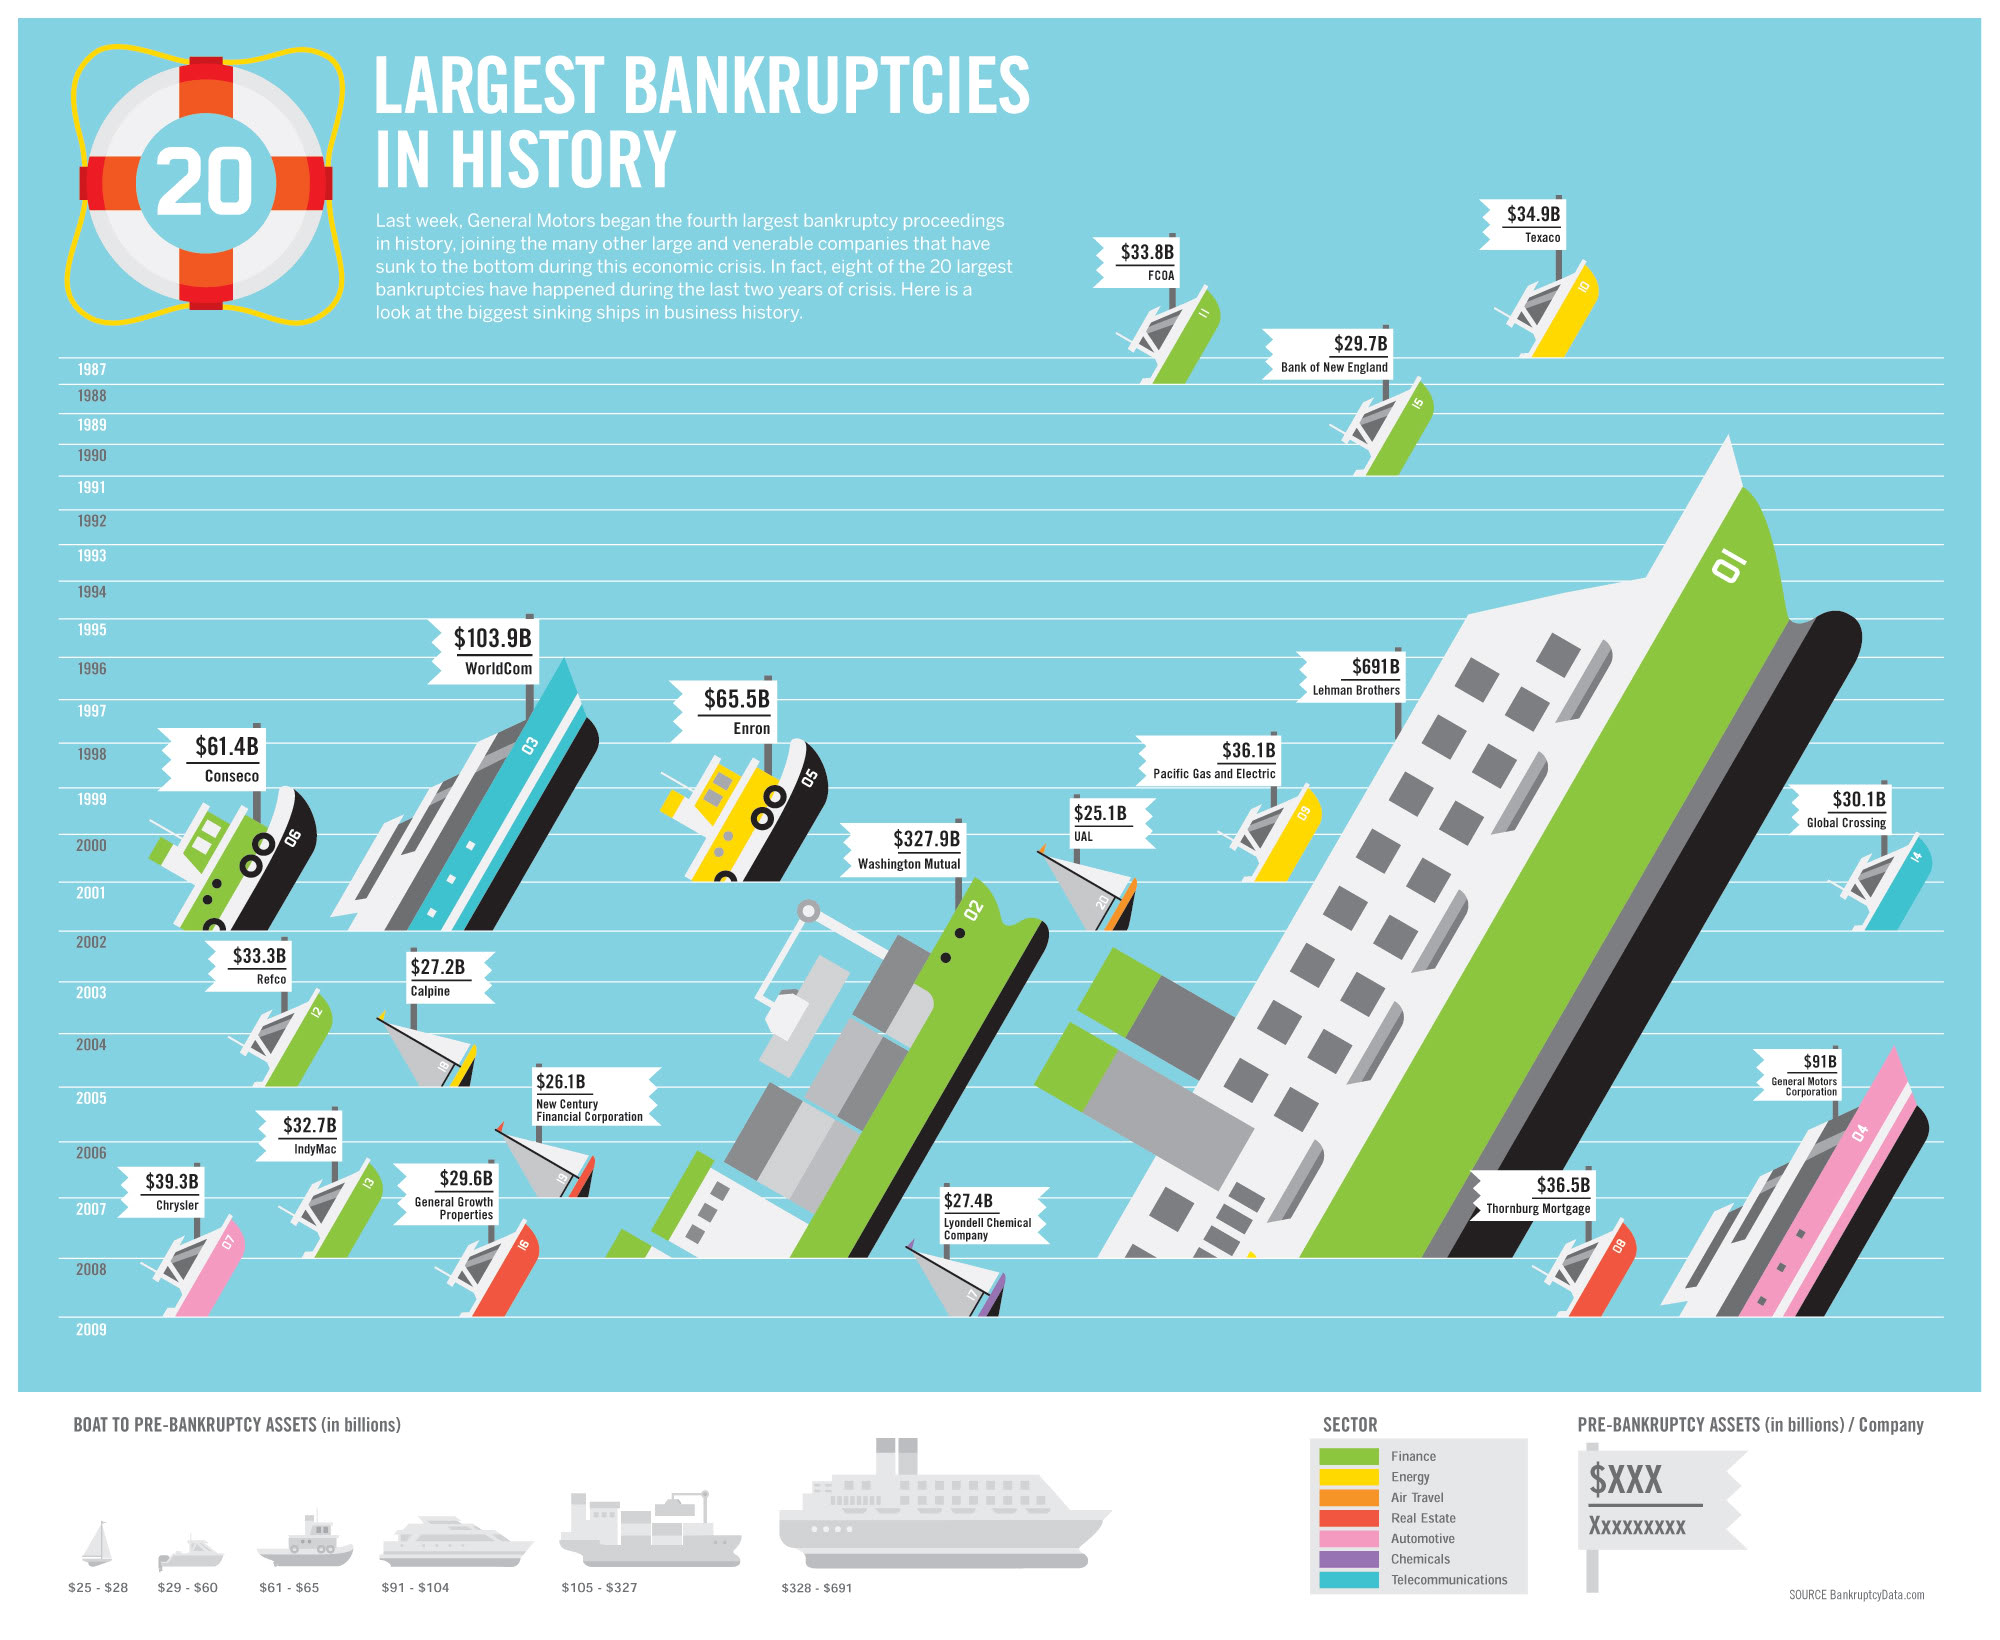 20
LARGEST BANKRUPTCIES
IN HISTORY
Last week, General Motors began the fourth largest bankruptcy proceedings
in history, joining the many other large and venerable companies that have
sunk to the bottom during this economic crisis. In fact, eight of the 20 largest
bankruptcies have happened during the last two years of crisis. Here is a
look at the biggest sinking ships in business history.
$34.9B
Texaco
10
$33.8B
FCOA
11
$29.7B
Bank of New England
15
1987
1988
1989
1990
1991
1992
1993
1994
1995
1996
1997
1998
1999
2000
2001
2002
2003
2004
2005
2006
2007
2008
2009
01
$103.9B
WorldCom
03
$691B
Lehman Brothers
$65.5B
Enron
05
$61.4B
Conseco
06
$36.1B
Pacific Gas and Electric
09
$30.1B
Global Crossing
14
$25.1B
UAL
20
$327.9B
Washington Mutual
02
$33.3B
Refco
12
$27.2B
Calpine
18
$26.1B
New Century
Financial Corporation
19
$91B
General Motors
Corporation
04
$32.7B
IndyMac
13
$39.3B
Chrysler
07
$29.6B
General Growth
Properties
16
$27.4B
Lyondell Chemical
Company
17
$36.5B
Thornburg Mortgage
08
BOAT TO PRE-BANKRUPTCY ASSETS (in billions)
$25 - $28
$29 - $60
$61 - $65
$91 - $104
$105 - $327
$328 - $691
SECTOR
Finance
Energy
Air Travel
Real Estate
Automotive
Chemicals
Telecommunications
PRE-BANKRUPTCY ASSETS (in billions) / Company
$XXX
Xxxxxxxxx
SOURCE BankruptcyData.com